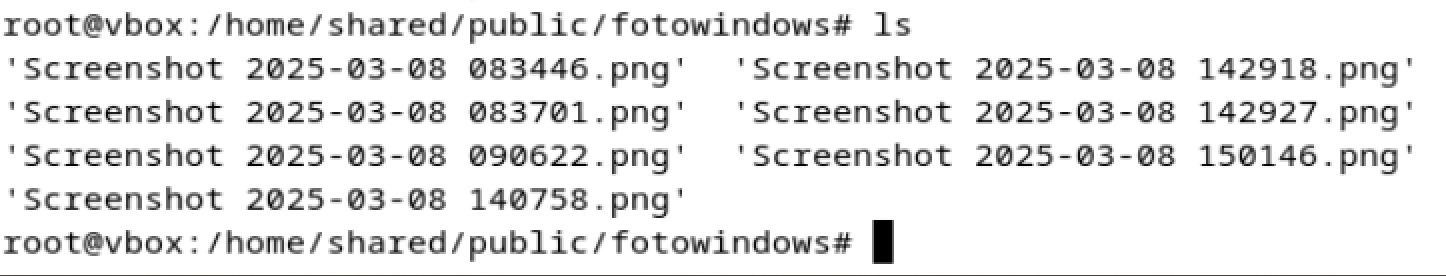 root@vbox:/home/shared/public/fotowindows# ls
'Screenshot 2025-03-08 083446.png'  'Screenshot 2025-03-08 142918.png'
'Screenshot 2025-03-08 083701.png'  'Screenshot 2025-03-08 142927.png'
'Screenshot 2025-03-08 090622.png'  'Screenshot 2025-03-08 150146.png'
'Screenshot 2025-03-08 140758.png'
root@vbox:/home/shared/public/fotowindows#